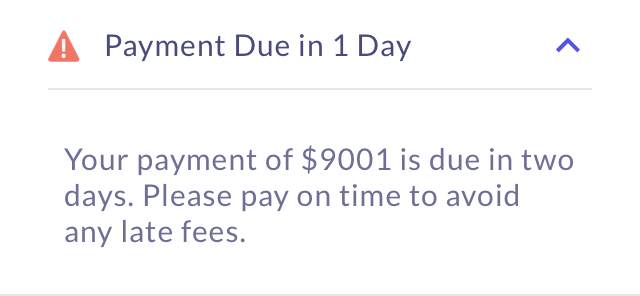 Payment Due in 1 Day
Your payment of $9001 is due in two
days. Please pay on time to avoid
any late fees.